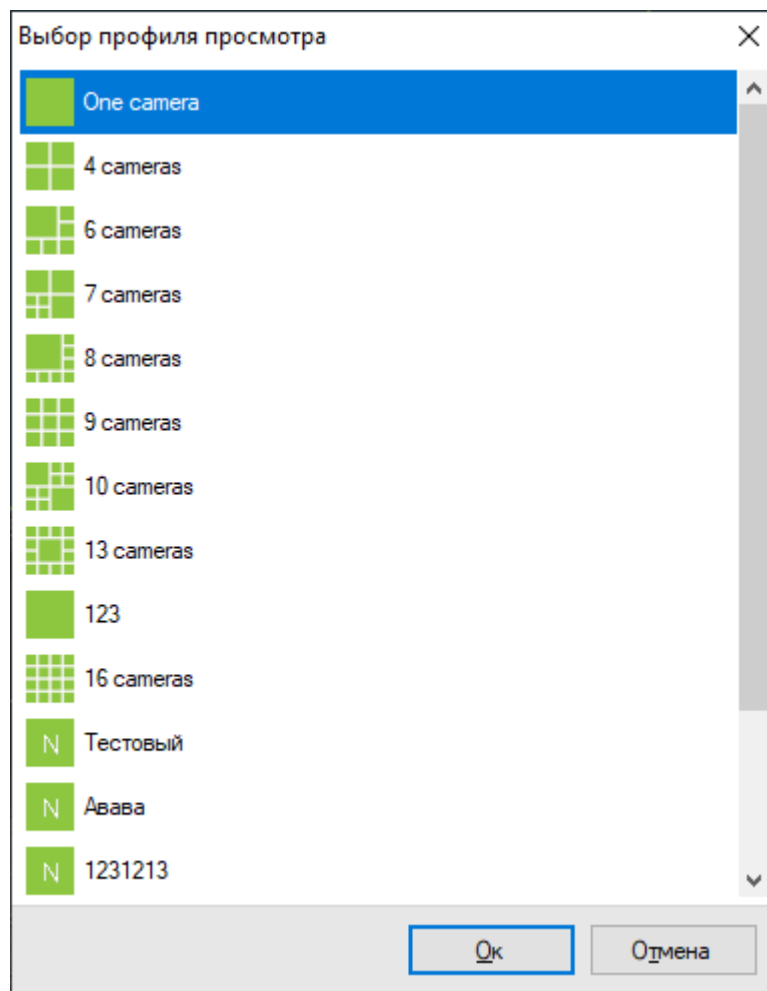 Выбор профиля просмотра
One camera
4 cameras
6 cameras
7 cameras
8 cameras
9 cameras
10 cameras
13 cameras
123
16 cameras
N Тестовый
N Авава
N 1231213
Ок Отмена